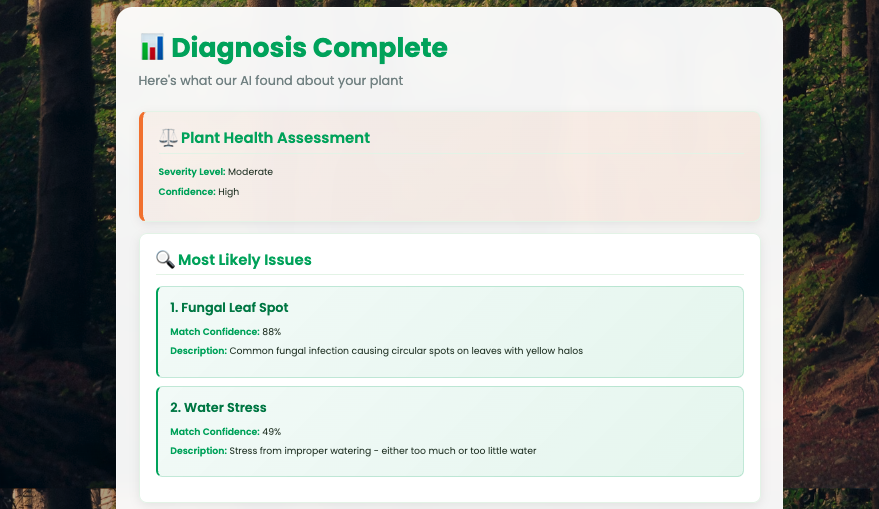 Diagnosis Complete
Here's what our AI found about your plant
Plant Health Assessment
Severity Level: Moderate
Confidence: High
Most Likely Issues
1. Fungal Leaf Spot
Match Confidence: 88%
Description: Common fungal infection causing circular spots on leaves with yellow halos
2. Water Stress
Match Confidence: 49%
Description: Stress from improper watering - either too much or too little water